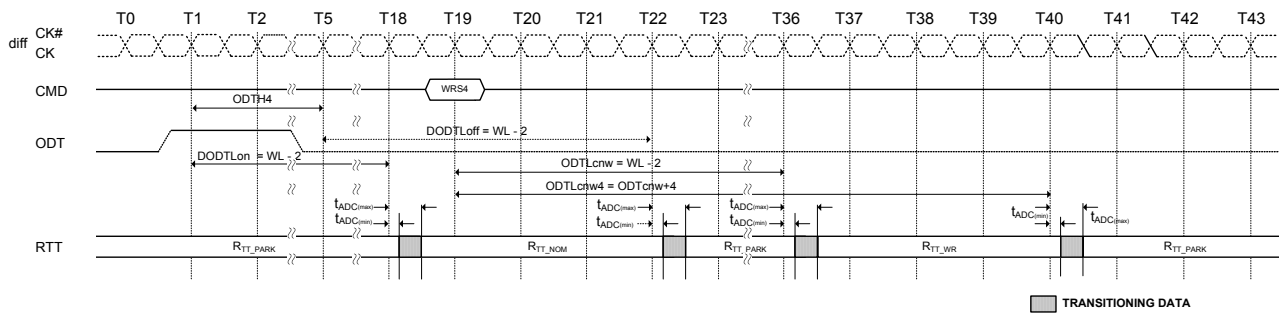 T0 T1 T2 T5 T18 T19 T20 T21 T22 T23 T36 T37 T38 T39 T40 T41 T42 T43
diff CK#
CK
CMD WRS4
ODTH4
ODT DODTLoff = WL - 2
DODTLon = WL - 2
ODTLcnw = WL - 2
ODTLcnw4 = ODTcnw+4
tADC(max) tADC(max) tADC(max)
tADC(min) tADC(min) tADC(min) tADC(min) tADC(max)
RTT RTT_PARK RTT_NOM RTT_PARK RTT_WR RTT_PARK
TRANSITIONING DATA